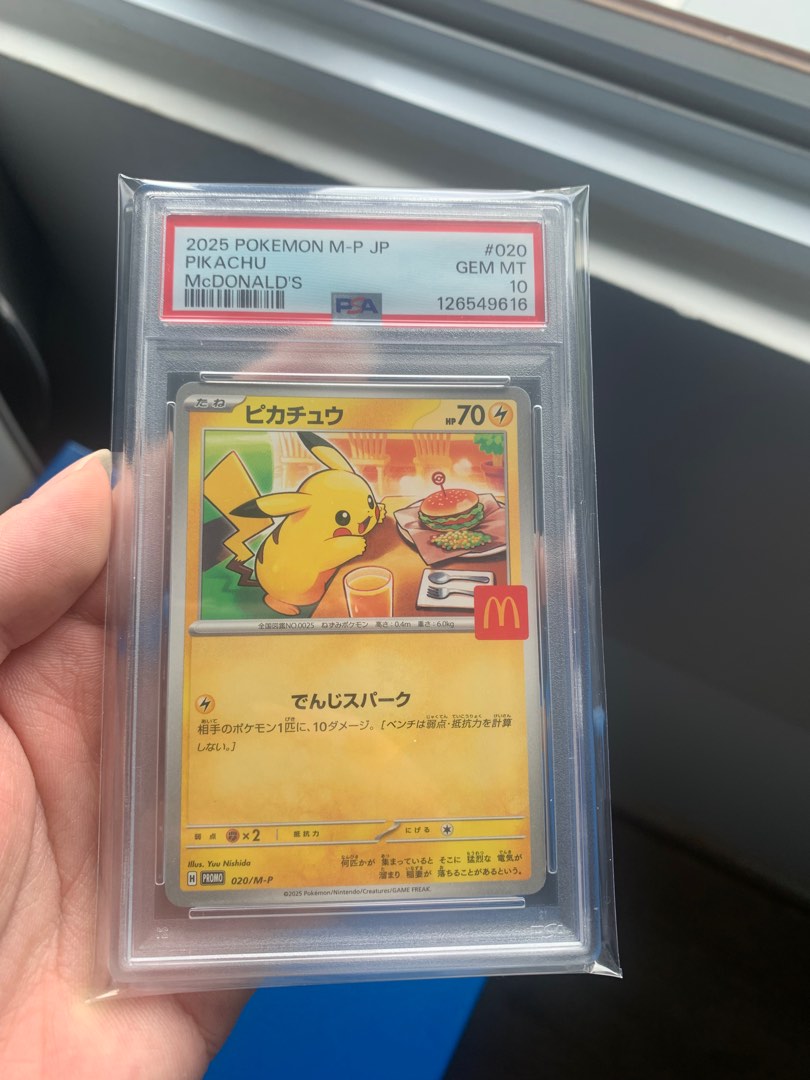 2025 POKEMON M-P JP #020
PIKACHU GEM MT
McDONALD'S 10
PSA 126549616
たね ピカチュウ HP70
全国図鑑NO.0025 ねずみポケモン 高さ:0.4m 重さ:6.0kg
でんじスパーク
相手のポケモン1匹に、10ダメージ。[ベンチは弱点・抵抗力を計算
しない。]
弱点 ×2 抵抗力 にげる
Illus. Yuu Nishida
何匹かが 集まっていると そこに 猛烈な 電気が
溜まり 稲妻が 落ちることがあるという。
H PROMO 020/M-P
©2025 Pokémon/Nintendo/Creatures/GAME FREAK.